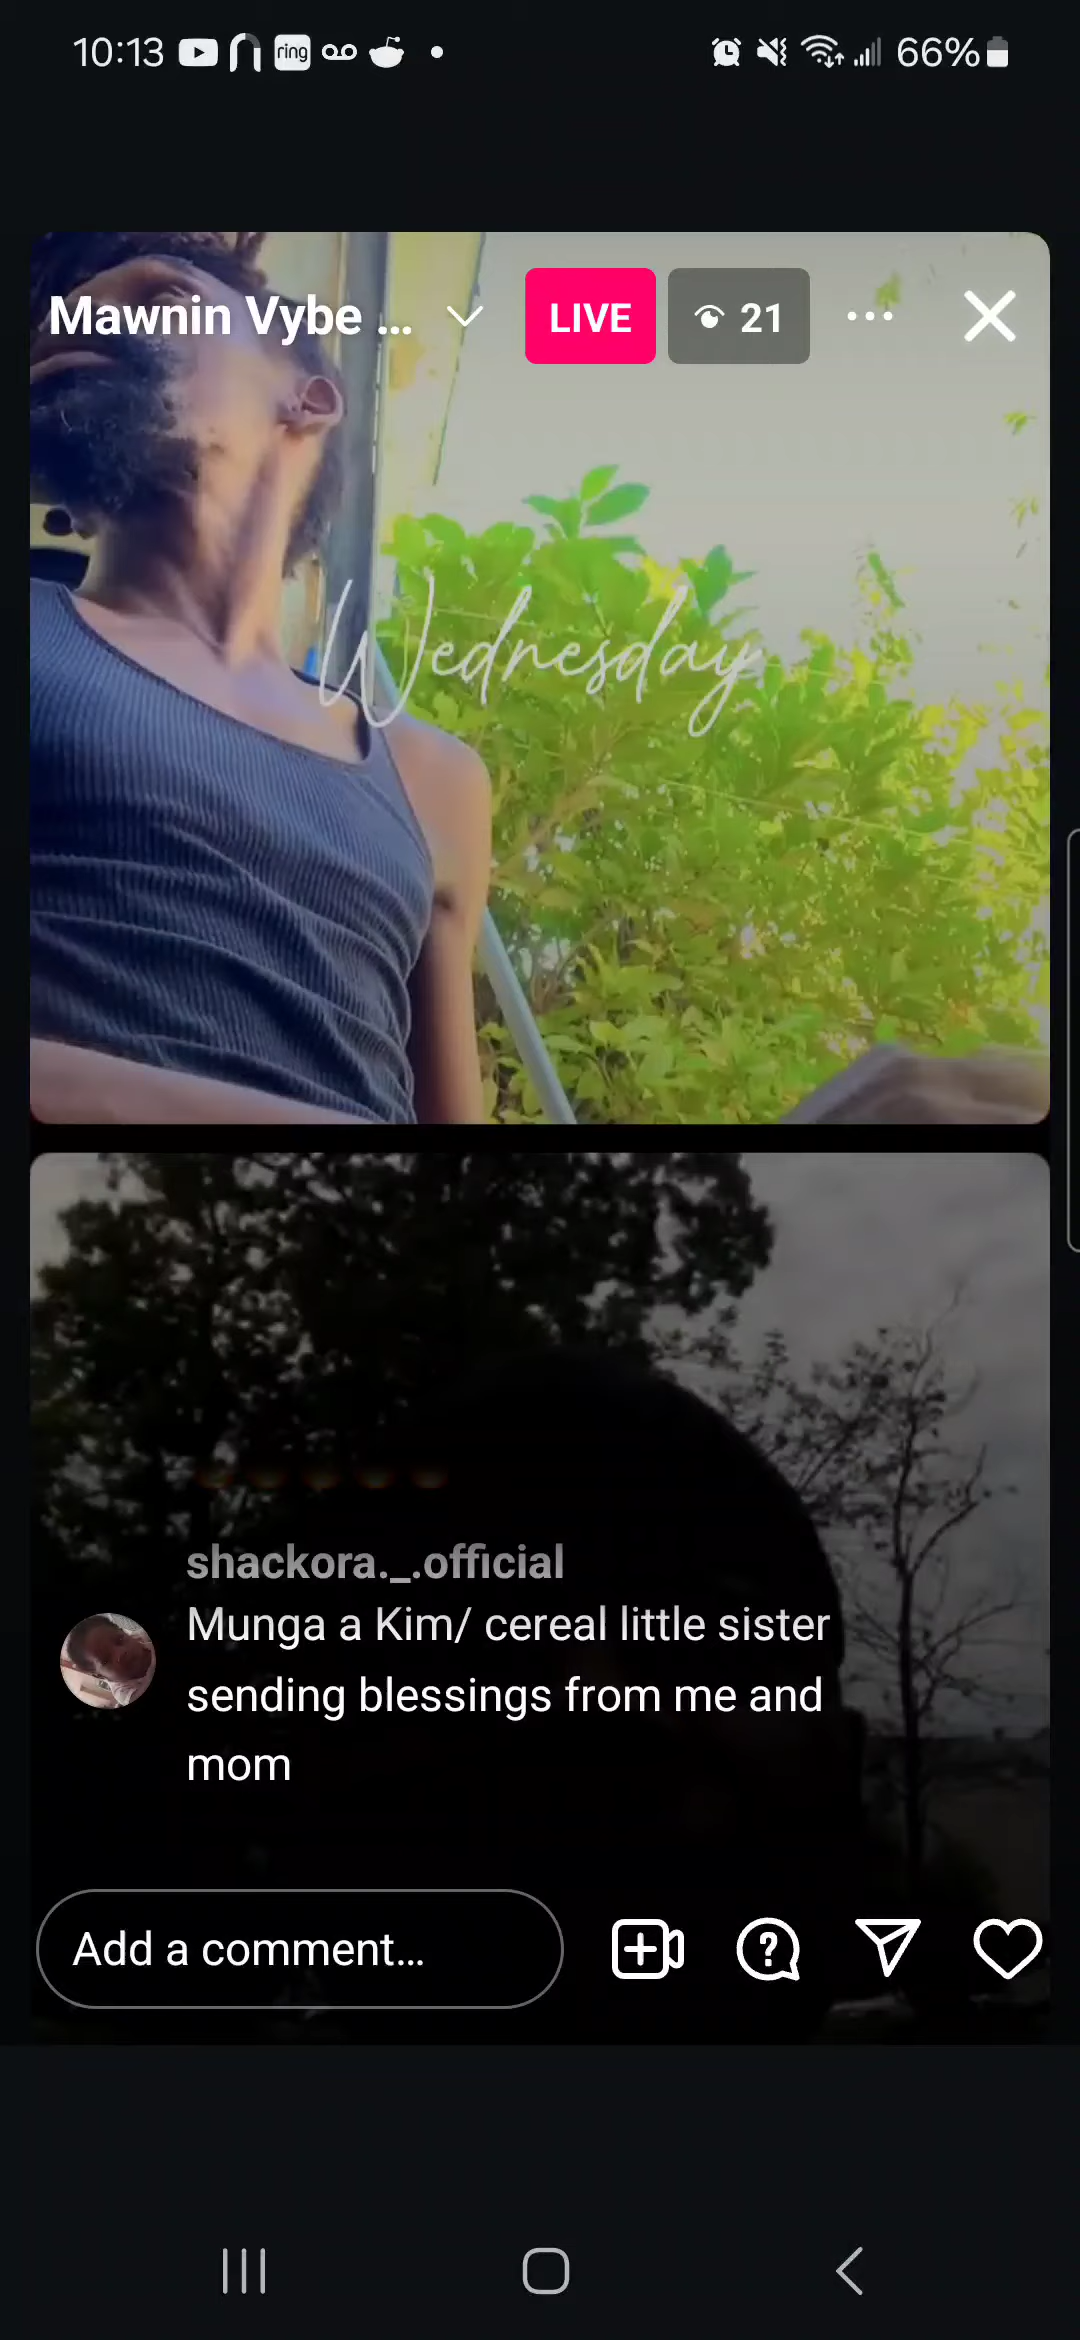 10:13 ring 66%
Mawnin Vybe ... LIVE 21
Wednesday
shackora._.official
Munga a Kim/ cereal little sister
sending blessings from me and
mom
Add a comment...